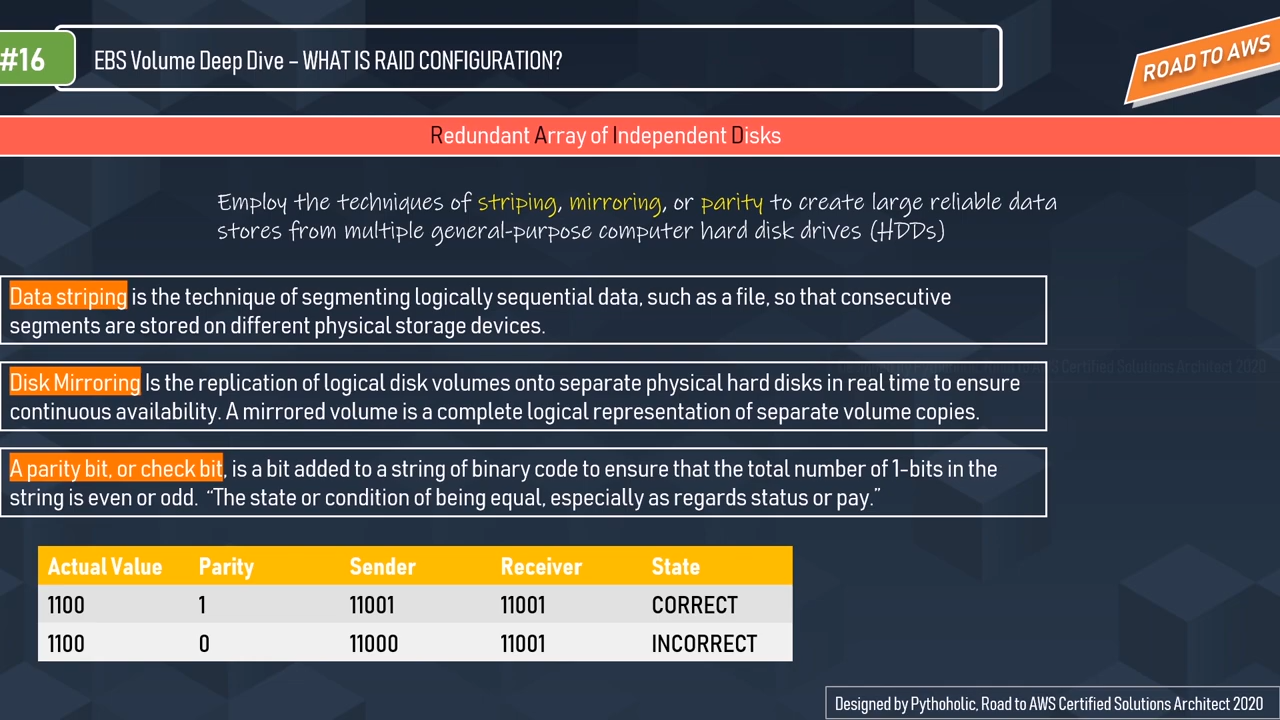 #16
EBS Volume Deep Dive – WHAT IS RAID CONFIGURATION?
ROAD TO AWS
Redundant Array of Independent Disks
Employ the techniques of striping, mirroring, or parity to create large reliable data
stores from multiple general-purpose computer hard disk drives (HDDs)
Data striping is the technique of segmenting logically sequential data, such as a file, so that consecutive
segments are stored on different physical storage devices.
Disk Mirroring Is the replication of logical disk volumes onto separate physical hard disks in real time to ensure
continuous availability. A mirrored volume is a complete logical representation of separate volume copies.
AWS Certified Solutions Architect 2020
A parity bit, or check bit, is a bit added to a string of binary code to ensure that the total number of 1-bits in the
string is even or odd. “The state or condition of being equal, especially as regards status or pay.”
Actual Value Parity Sender Receiver State
1100 1 11001 11001 CORRECT
1100 0 11000 11001 INCORRECT
Designed by Pythoholic, Road to AWS Certified Solutions Architect 2020